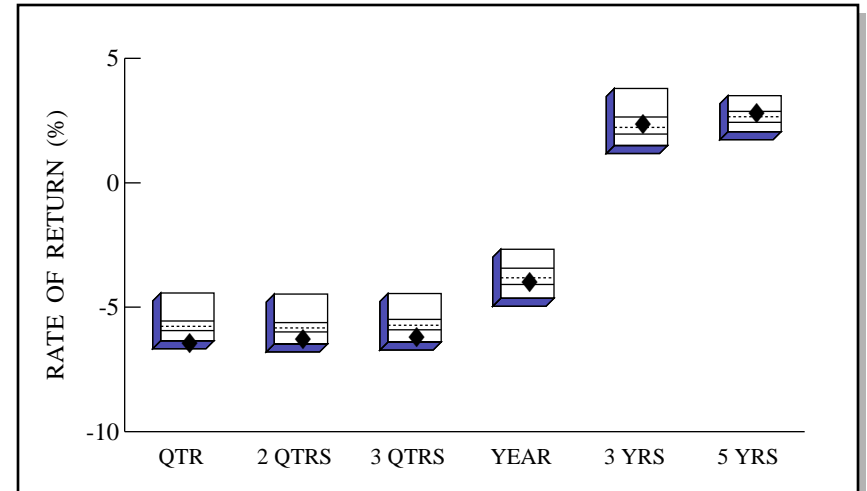 5
0
-5
-10
RATE OF RETURN (%)
QTR 2 QTRS 3 QTRS YEAR 3 YRS 5 YRS